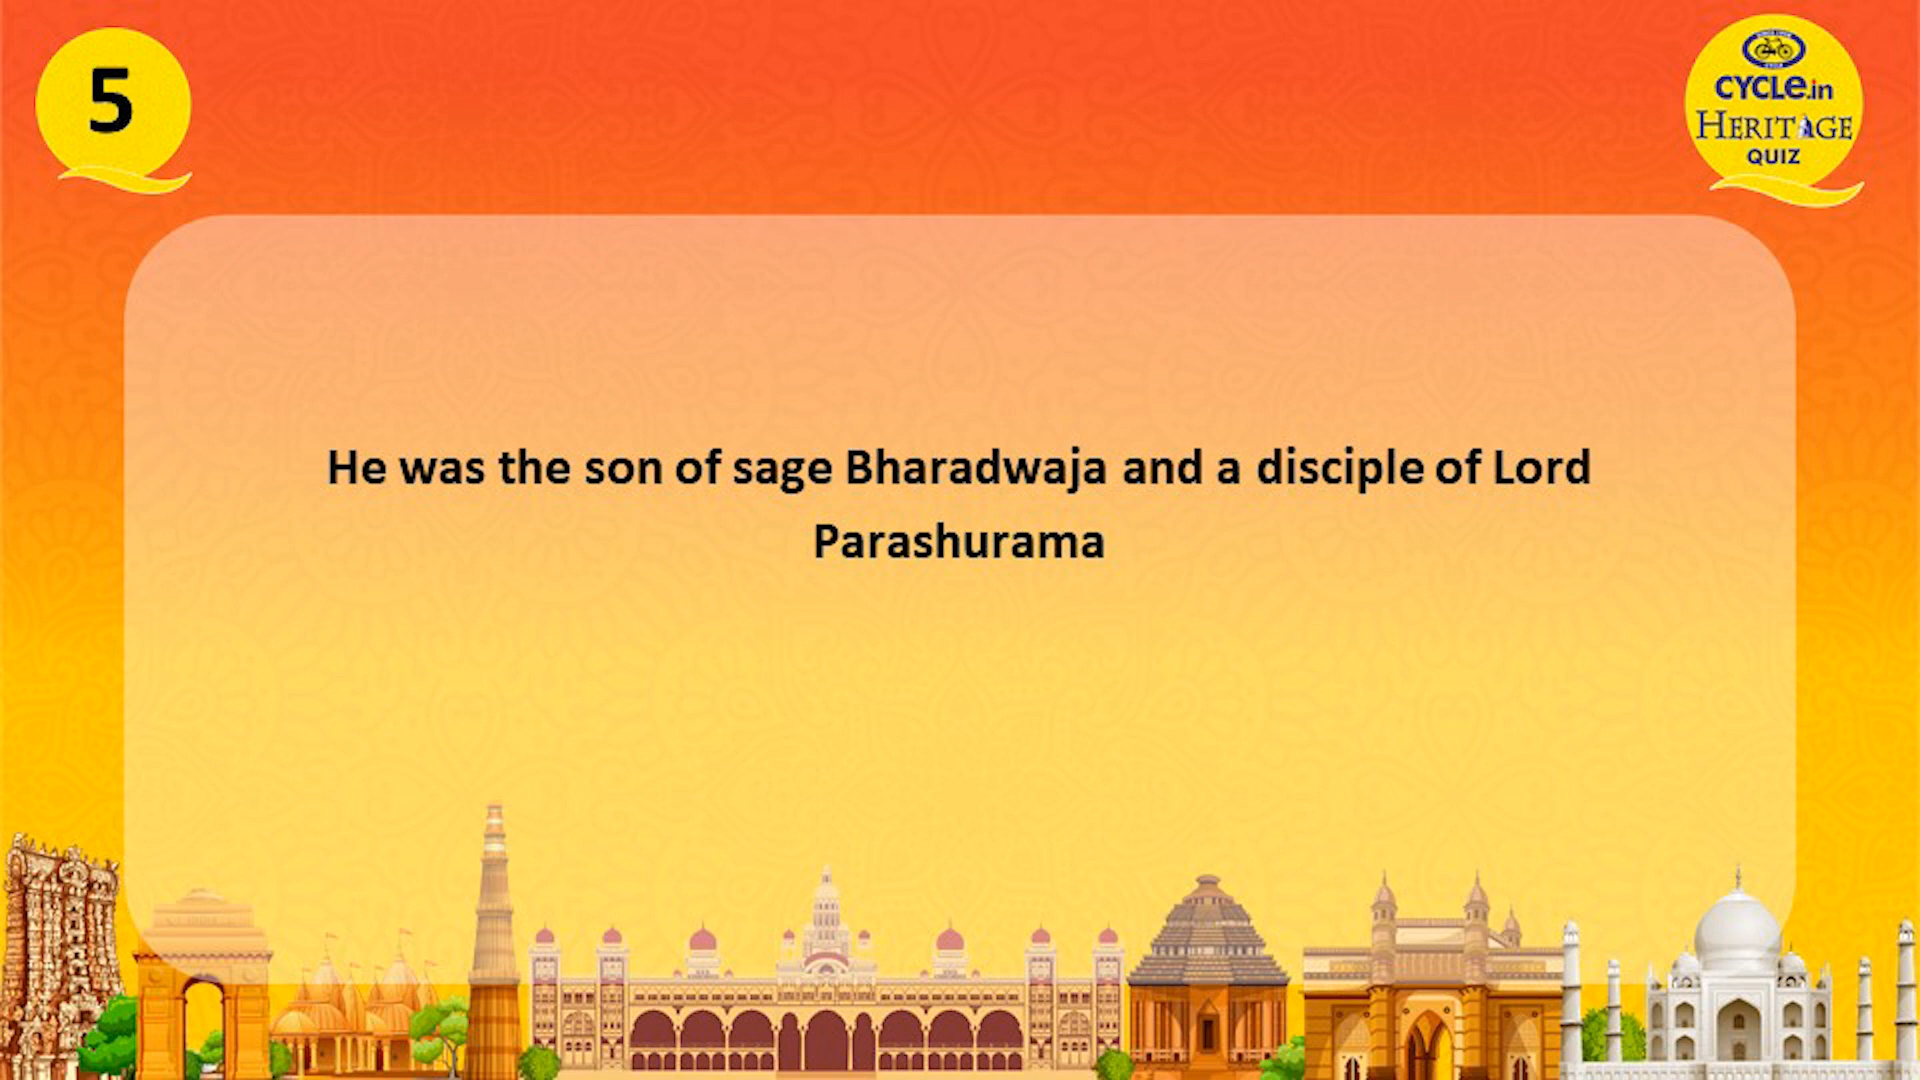 5
CYCLE.in
HERITAGE
QUIZ
He was the son of sage Bharadwaja and a disciple of Lord
Parashurama